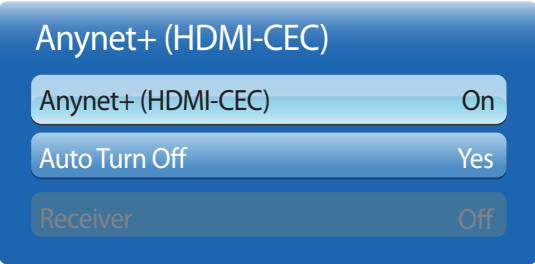 Anynet+ (HDMI-CEC)
Anynet+ (HDMI-CEC) On
Auto Turn Off Yes
Receiver Off